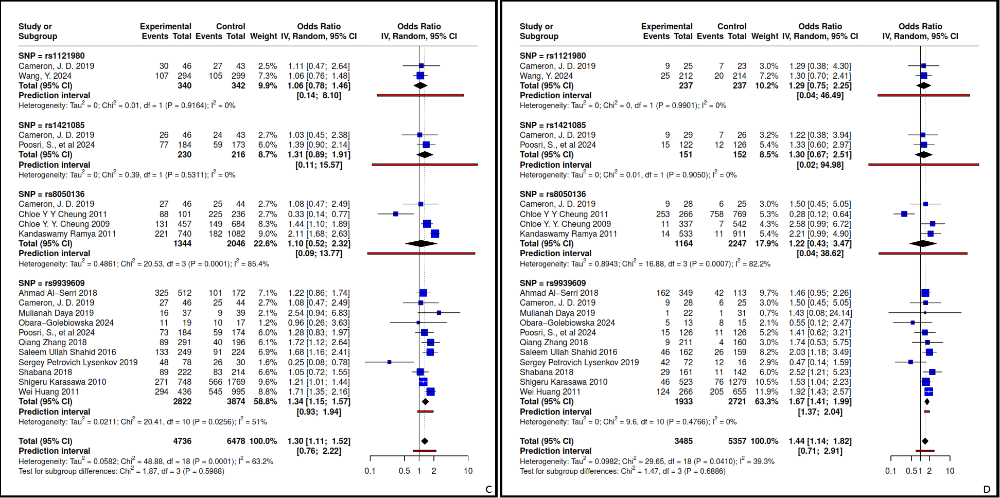 Study or Experimental Control Odds Ratio Odds Ratio
Subgroup Events Total Events Total Weight IV, Random, 95% CI IV, Random, 95% CI
SNP = rs1121980
Cameron, J. D. 2019 30 46 27 43 2.5% 1.11 [0.47; 2.64]
Wang, Y. 2024 107 294 105 299 7.3% 1.06 [0.76; 1.48]
Total (95% CI) 340 342 9.9% 1.06 [0.78; 1.46]
Prediction interval [0.14; 8.10]
Heterogeneity: Tau² = 0; Chi² = 0.01, df = 1 (P = 0.9164); I² = 0%
SNP = rs1421085
Cameron, J. D. 2019 26 46 24 43 2.7% 1.03 [0.45; 2.38]
Poosri, S., et al 2024 77 184 59 173 6.0% 1.39 [0.90; 2.14]
Total (95% CI) 230 216 8.7% 1.31 [0.89; 1.91]
Prediction interval [0.11; 15.57]
Heterogeneity: Tau² = 0; Chi² = 0.39, df = 1 (P = 0.5311); I² = 0%
SNP = rs8050136
Cameron, J. D. 2019 27 46 25 44 2.7% 1.08 [0.47; 2.49]
Chloe Y Y Cheung 2011 88 101 225 236 2.7% 0.33 [0.14; 0.77]
Chloe Y. Y. Cheung 2009 131 457 149 684 8.3% 1.44 [1.10; 1.89]
Kandaswamy Ramya 2011 221 740 182 1082 9.0% 2.11 [1.68; 2.63]
Total (95% CI) 1344 2046 22.6% 1.10 [0.52; 2.32]
Prediction interval [0.09; 13.77]
Heterogeneity: Tau² = 0.4861; Chi² = 20.53, df = 3 (P = 0.0001); I² = 85.4%
SNP = rs9939609
Ahmad Al−Serri 2018 325 512 101 172 7.1% 1.22 [0.86; 1.74]
Cameron, J. D. 2019 27 46 25 44 2.7% 1.08 [0.47; 2.49]
Mulianah Daya 2019 16 37 9 39 2.1% 2.54 [0.94; 6.83]
Obara−Golebiowska 2024 11 19 10 17 1.2% 0.96 [0.26; 3.63]
Poosri, S., et al 2024 73 184 59 174 6.0% 1.28 [0.83; 1.97]
Qiang Zhang 2018 89 291 40 196 6.1% 1.72 [1.12; 2.64]
Saleem Ullah Shahid 2016 133 249 91 224 6.9% 1.68 [1.16; 2.41]
Sergey Petrovich Lysenkov 2019 48 78 26 30 1.6% 0.25 [0.08; 0.78]
Shabana 2018 89 222 83 214 6.6% 1.05 [0.72; 1.55]
Shigeru Karasawa 2010 271 748 566 1769 9.6% 1.21 [1.01; 1.44]
Wei Huang 2011 294 436 545 995 8.8% 1.71 [1.35; 2.16]
Total (95% CI) 2822 3874 58.8% 1.34 [1.15; 1.57]
Prediction interval [0.93; 1.94]
Heterogeneity: Tau² = 0.0211; Chi² = 20.41, df = 10 (P = 0.0256); I² = 51%
Total (95% CI) 4736 6478 100.0% 1.30 [1.11; 1.52]
Prediction interval [0.76; 2.22]
Heterogeneity: Tau² = 0.0582; Chi² = 48.88, df = 18 (P = 0.0001); I² = 63.2%
Test for subgroup differences: Chi² = 1.87, df = 3 (P = 0.5988)
0.1 0.5 1 2 10
C
Study or Experimental Control Odds Ratio Odds Ratio
Subgroup Events Total Events Total Weight IV, Random, 95% CI IV, Random, 95% CI
SNP = rs1121980
Cameron, J. D. 2019 9 25 7 23 3.0% 1.29 [0.38; 4.30]
Wang, Y. 2024 25 212 20 214 7.2% 1.30 [0.70; 2.41]
Total (95% CI) 237 237 10.2% 1.29 [0.75; 2.25]
Prediction interval [0.04; 46.49]
Heterogeneity: Tau² = 0; Chi² = 0, df = 1 (P = 0.9901); I² = 0%
SNP = rs1421085
Cameron, J. D. 2019 9 29 7 26 3.2% 1.22 [0.38; 3.94]
Poosri, S., et al 2024 15 122 12 126 5.4% 1.33 [0.60; 2.97]
Total (95% CI) 151 152 8.5% 1.30 [0.67; 2.51]
Prediction interval [0.02; 94.98]
Heterogeneity: Tau² = 0; Chi² = 0.01, df = 1 (P = 0.9050); I² = 0%
SNP = rs8050136
Cameron, J. D. 2019 9 28 6 25 3.0% 1.50 [0.45; 5.05]
Chloe Y Y Cheung 2011 253 266 758 769 5.3% 0.28 [0.12; 0.64]
Chloe Y. Y. Cheung 2009 11 337 7 542 4.3% 2.58 [0.99; 6.72]
Kandaswamy Ramya 2011 14 533 11 911 5.4% 2.21 [0.99; 4.90]
Total (95% CI) 1164 2247 17.9% 1.22 [0.43; 3.47]
Prediction interval [0.04; 38.62]
Heterogeneity: Tau² = 0.8943; Chi² = 16.88, df = 3 (P = 0.0007); I² = 82.2%
SNP = rs9939609
Ahmad Al−Serri 2018 162 349 42 113 9.7% 1.46 [0.95; 2.26]
Cameron, J. D. 2019 9 28 6 25 3.0% 1.50 [0.45; 5.05]
Mulianah Daya 2019 1 22 1 31 0.7% 1.43 [0.08; 24.14]
Obara−Golebiowska 2024 5 13 8 15 2.1% 0.55 [0.12; 2.47]
Poosri, S., et al 2024 15 126 11 126 5.2% 1.41 [0.62; 3.21]
Qiang Zhang 2018 9 211 4 160 3.0% 1.74 [0.53; 5.75]
Saleem Ullah Shahid 2016 46 162 26 159 8.2% 2.03 [1.18; 3.49]
Sergey Petrovich Lysenkov 2019 42 72 12 16 2.9% 0.47 [0.14; 1.59]
Shabana 2018 29 161 11 142 6.0% 2.52 [1.21; 5.23]
Shigeru Karasawa 2010 46 523 76 1279 10.5% 1.53 [1.04; 2.23]
Wei Huang 2011 124 266 205 655 11.9% 1.92 [1.43; 2.57]
Total (95% CI) 1933 2721 63.3% 1.67 [1.41; 1.99]
Prediction interval [1.37; 2.04]
Heterogeneity: Tau² = 0; Chi² = 9.6, df = 10 (P = 0.4766); I² = 0%
Total (95% CI) 3485 5357 100.0% 1.44 [1.14; 1.82]
Prediction interval [0.71; 2.91]
Heterogeneity: Tau² = 0.0982; Chi² = 29.65, df = 18 (P = 0.0410); I² = 39.3%
Test for subgroup differences: Chi² = 1.47, df = 3 (P = 0.6886)
0.1 0.5 1 2 10
D